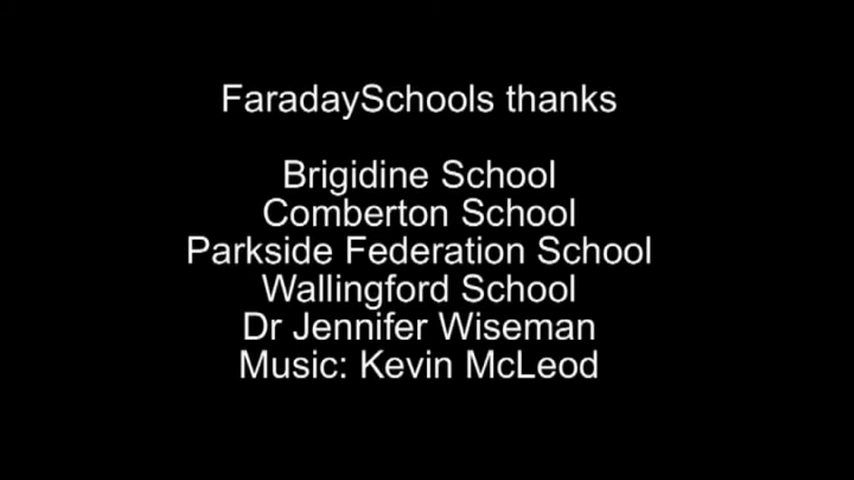 FaradaySchools thanks
Brigidine School
Comberton School
Parkside Federation School
Wallingford School
Dr Jennifer Wiseman
Music: Kevin McLeod